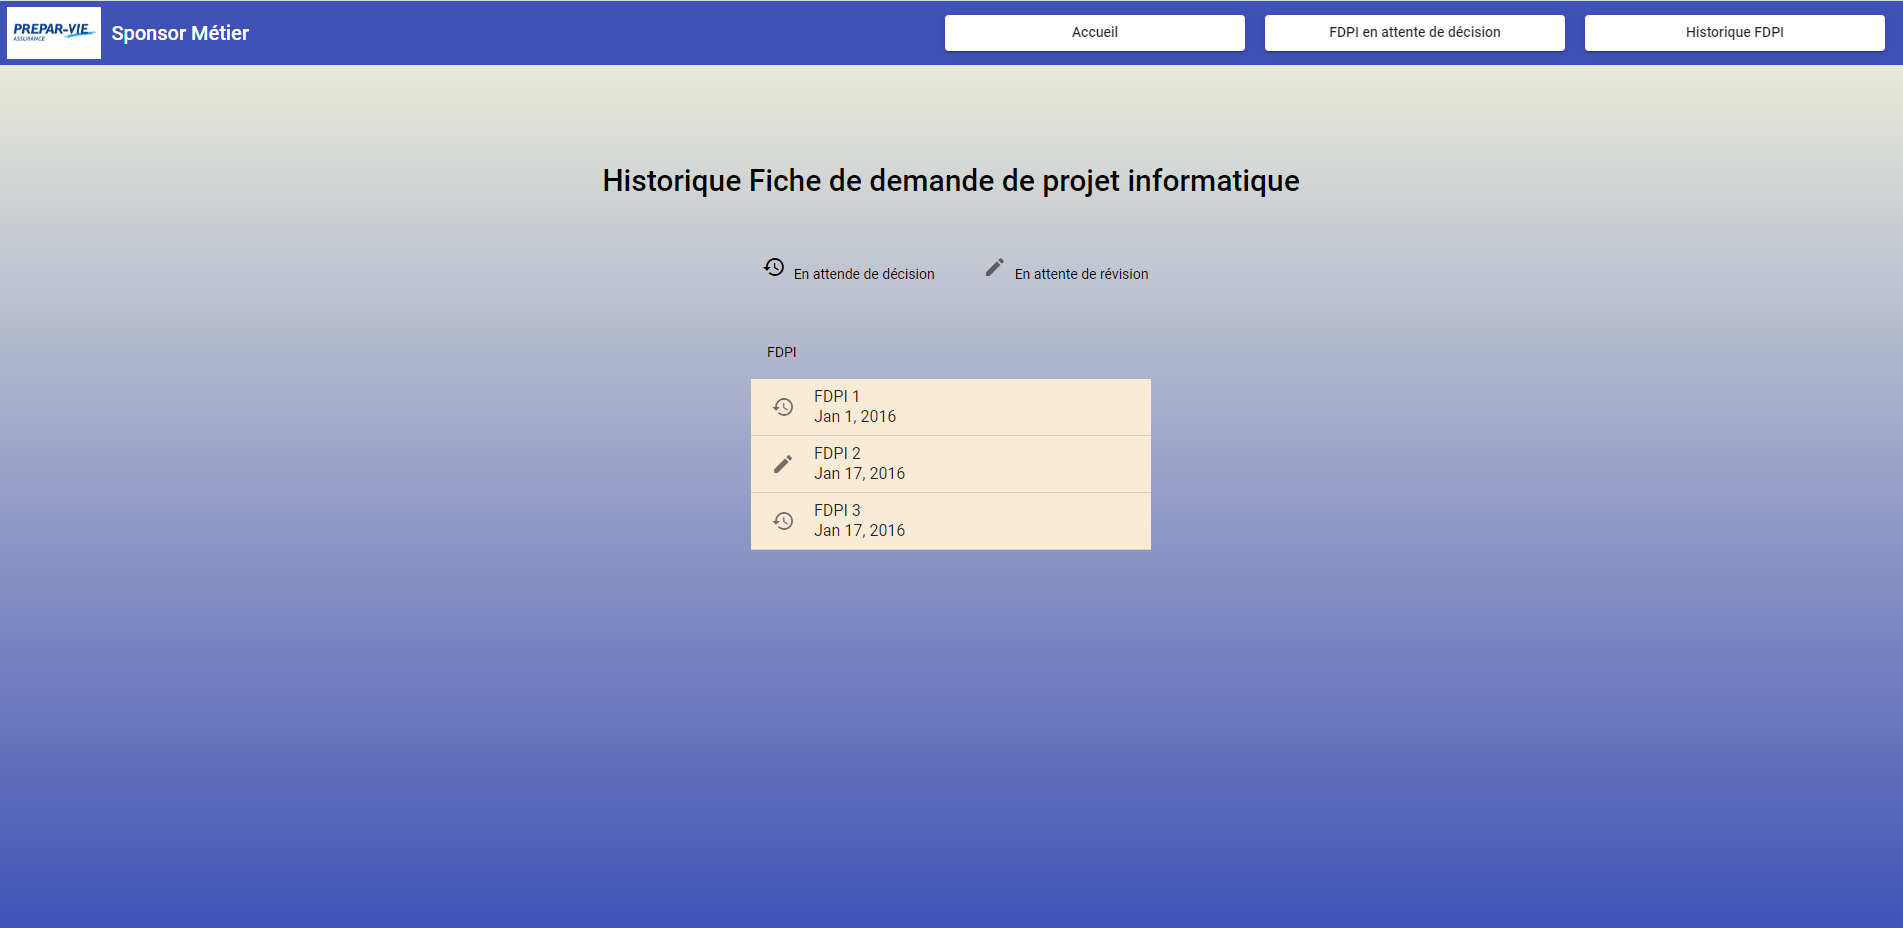 PREPAR-VIE
ASSURANCE
Sponsor Métier
Accueil
FDPI en attente de décision
Historique FDPI
Historique Fiche de demande de projet informatique
En attende de décision
En attente de révision
FDPI
FDPI 1
Jan 1, 2016
FDPI 2
Jan 17, 2016
FDPI 3
Jan 17, 2016